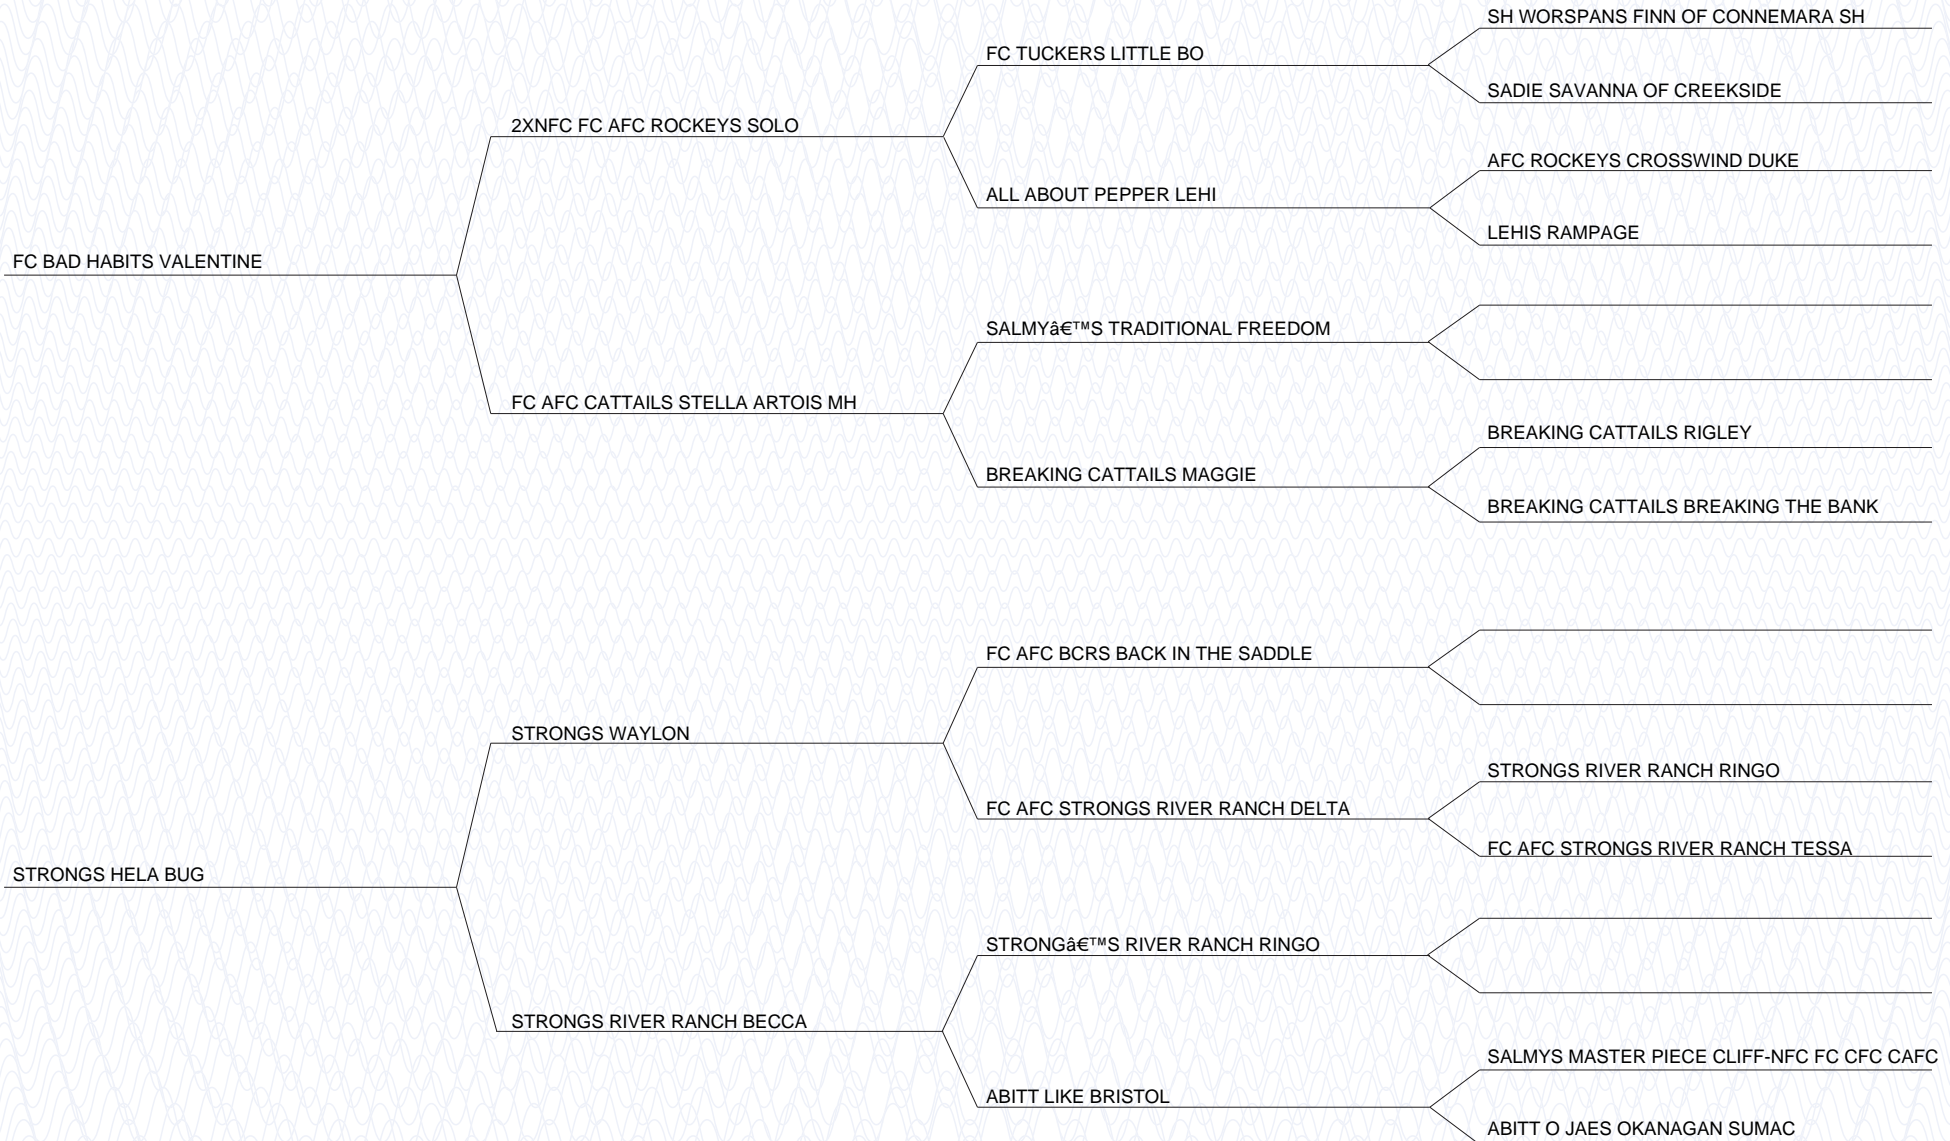 SH WORSPANS FINN OF CONNEMARA SH
FC TUCKERS LITTLE BO
SADIE SAVANNA OF CREEKSIDE
2XNFC FC AFC ROCKEYS SOLO
AFC ROCKEYS CROSSWIND DUKE
ALL ABOUT PEPPER LEHI
LEHIS RAMPAGE
FC BAD HABITS VALENTINE
SALMY’S TRADITIONAL FREEDOM
FC AFC CATTAILS STELLA ARTOIS MH
BREAKING CATTAILS RIGLEY
BREAKING CATTAILS MAGGIE
BREAKING CATTAILS BREAKING THE BANK
FC AFC BCRS BACK IN THE SADDLE
STRONGS WAYLON
STRONGS RIVER RANCH RINGO
FC AFC STRONGS RIVER RANCH DELTA
FC AFC STRONGS RIVER RANCH TESSA
STRONGS HELA BUG
STRONG’S RIVER RANCH RINGO
STRONGS RIVER RANCH BECCA
SALMYS MASTER PIECE CLIFF-NFC FC CFC CAFC
ABITT LIKE BRISTOL
ABITT O JAES OKANAGAN SUMAC